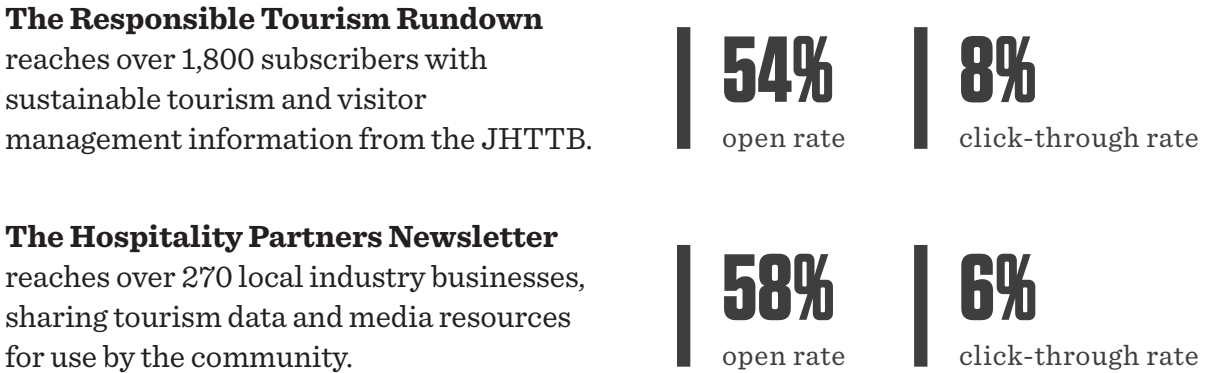 The Responsible Tourism Rundown
reaches over 1,800 subscribers with
sustainable tourism and visitor
management information from the JHTTB.
54%
open rate
8%
click-through rate
The Hospitality Partners Newsletter
reaches over 270 local industry businesses,
sharing tourism data and media resources
for use by the community.
58%
open rate
6%
click-through rate